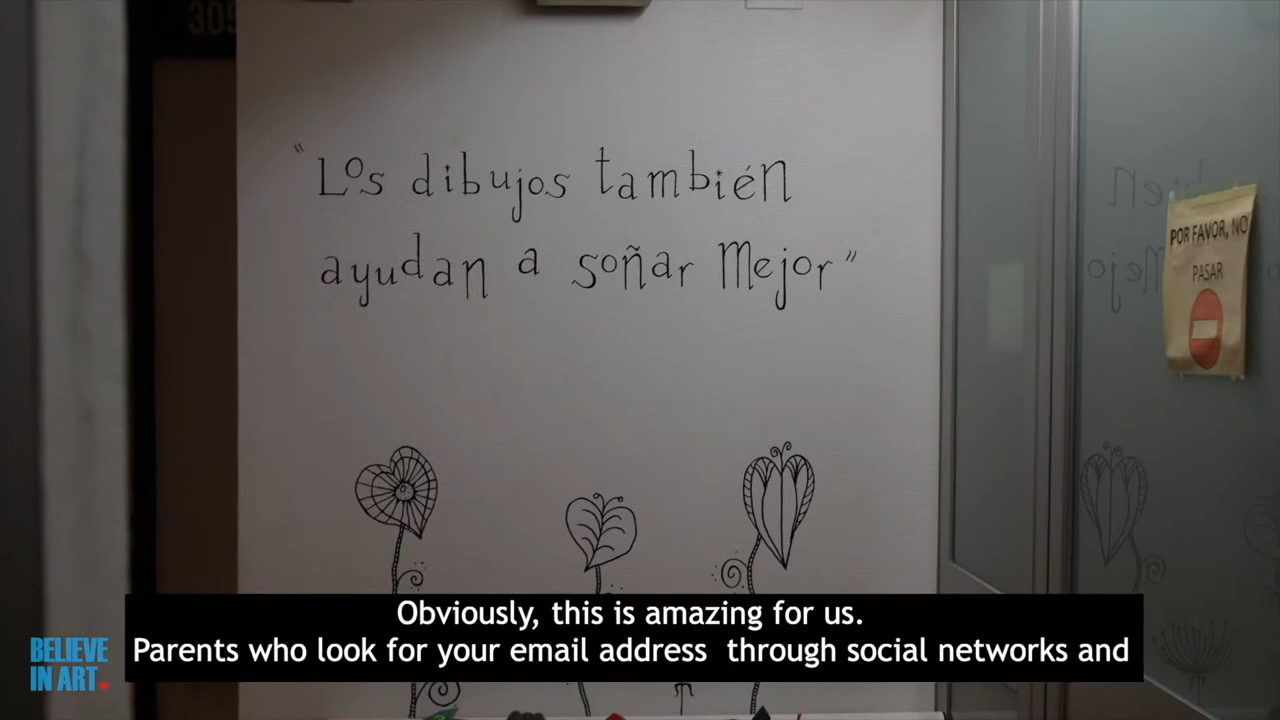 305
"Los dibujos también
ayudan a soñar mejor"
POR FAVOR, NO
PASAR
Obviously, this is amazing for us.
Parents who look for your email address through social networks and
BELIEVE
IN ART